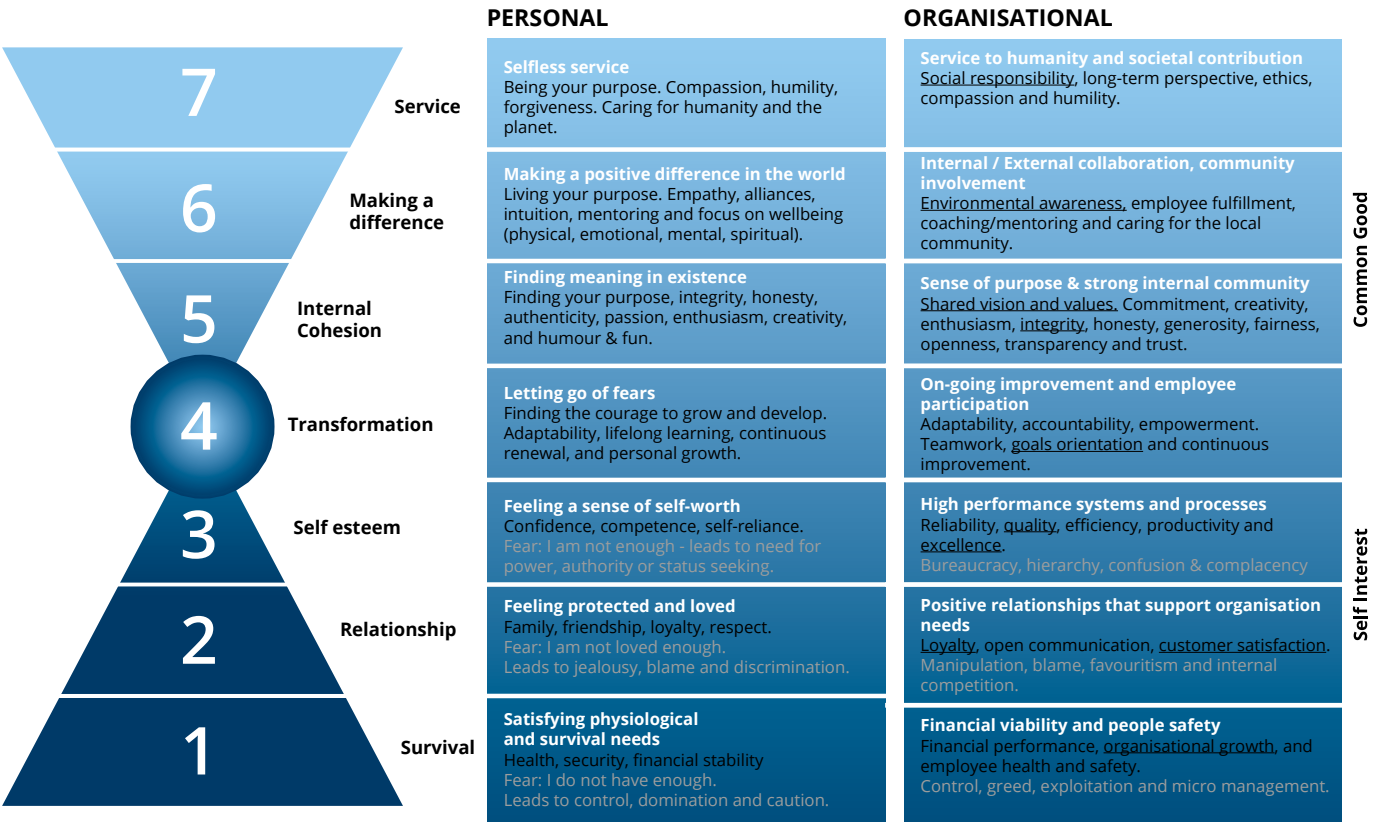 PERSONAL
ORGANISATIONAL
7
Service
Selfless service
Being your purpose. Compassion, humility,
forgiveness. Caring for humanity and the
planet.
Service to humanity and societal contribution
Social responsibility, long-term perspective, ethics,
compassion and humility.
6
Making a
difference
Making a positive difference in the world
Living your purpose. Empathy, alliances,
intuition, mentoring and focus on wellbeing
(physical, emotional, mental, spiritual).
Internal / External collaboration, community
involvement
Environmental awareness, employee fulfillment,
coaching/mentoring and caring for the local
community.
5
Internal
Cohesion
Finding meaning in existence
Finding your purpose, integrity, honesty,
authenticity, passion, enthusiasm, creativity,
and humour & fun.
Sense of purpose & strong internal community
Shared vision and values. Commitment, creativity,
enthusiasm, integrity, honesty, generosity, fairness,
openness, transparency and trust.
Common Good
4
Transformation
Letting go of fears
Finding the courage to grow and develop.
Adaptability, lifelong learning, continuous
renewal, and personal growth.
On-going improvement and employee
participation
Adaptability, accountability, empowerment.
Teamwork, goals orientation and continuous
improvement.
3
Self esteem
Feeling a sense of self-worth
Confidence, competence, self-reliance.
Fear: I am not enough - leads to need for
power, authority or status seeking.
High performance systems and processes
Reliability, quality, efficiency, productivity and
excellence.
Bureaucracy, hierarchy, confusion & complacency
2
Relationship
Feeling protected and loved
Family, friendship, loyalty, respect.
Fear: I am not loved enough.
Leads to jealousy, blame and discrimination.
Positive relationships that support organisation
needs
Loyalty, open communication, customer satisfaction.
Manipulation, blame, favouritism and internal
competition.
Self Interest
1
Survival
Satisfying physiological
and survival needs
Health, security, financial stability
Fear: I do not have enough.
Leads to control, domination and caution.
Financial viability and people safety
Financial performance, organisational growth, and
employee health and safety.
Control, greed, exploitation and micro management.